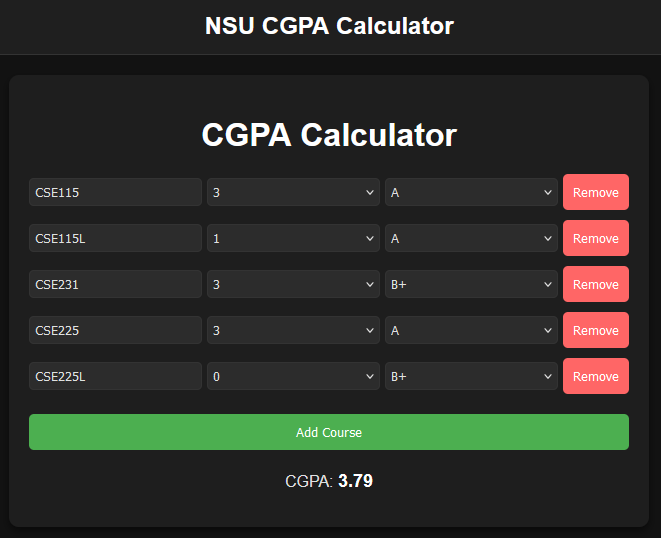 NSU CGPA Calculator
CGPA Calculator
CSE115 3 A Remove
CSE115L 1 A Remove
CSE231 3 B+ Remove
CSE225 3 A Remove
CSE225L 0 B+ Remove
Add Course
CGPA: 3.79